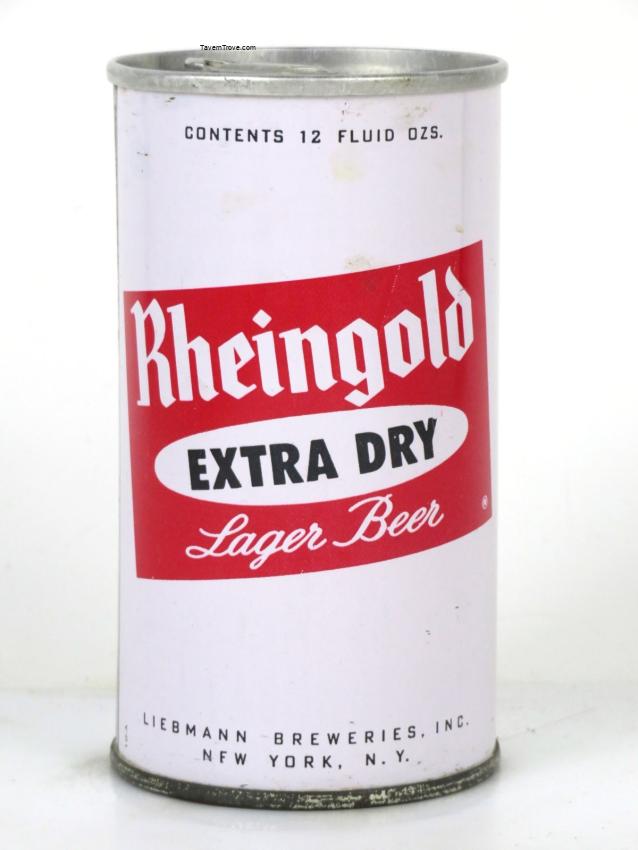 TavernTrove.com
CONTENTS 12 FLUID OZS.
Rheingold
EXTRA DRY
Lager Beer
®
LIEBMANN BREWERIES, INC.
NEW YORK, N.Y.